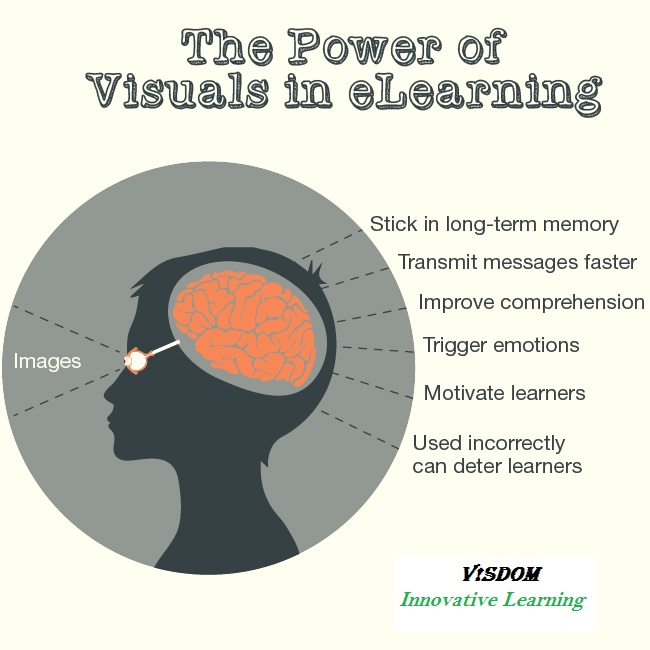 The Power of
Visuals in eLearning
Stick in long-term memory
Transmit messages faster
Improve comprehension
Images
Trigger emotions
Motivate learners
Used incorrectly
can deter learners
VISDOM
Innovative Learning